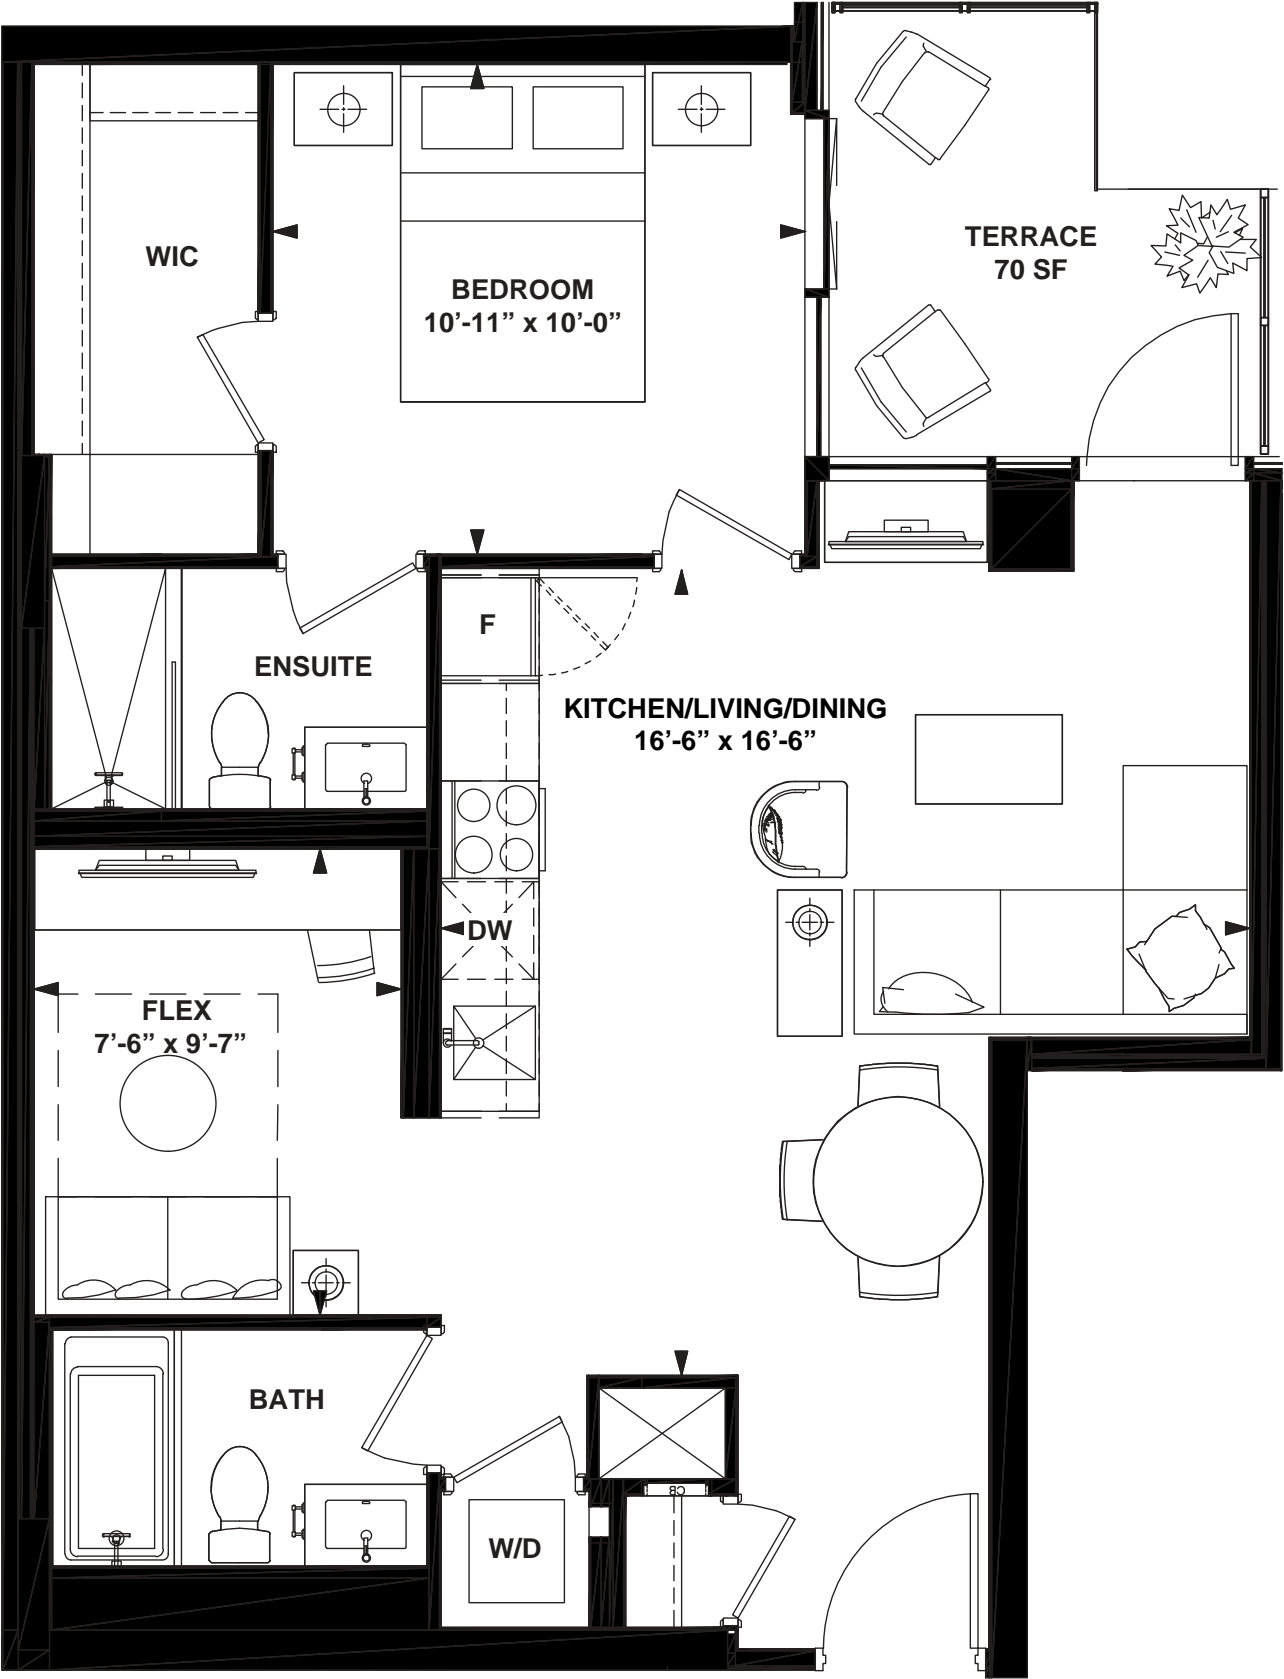 TERRACE
70 SF
WIC
BEDROOM
10’-11” x 10’-0”
F
ENSUITE
KITCHEN/LIVING/DINING
16’-6” x 16’-6”
DW
FLEX
7’-6” x 9’-7”
BATH
W/D